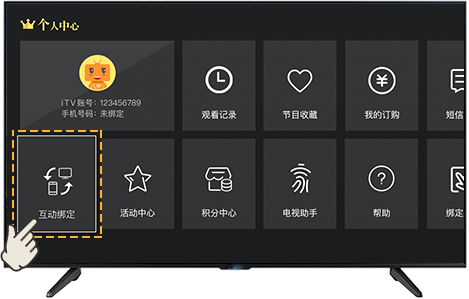 个人中心
iTV账号：123456789
手机号码：未绑定
观看记录
节目收藏
我的订购
短信
互动绑定
活动中心
积分中心
电视助手
帮助
绑定